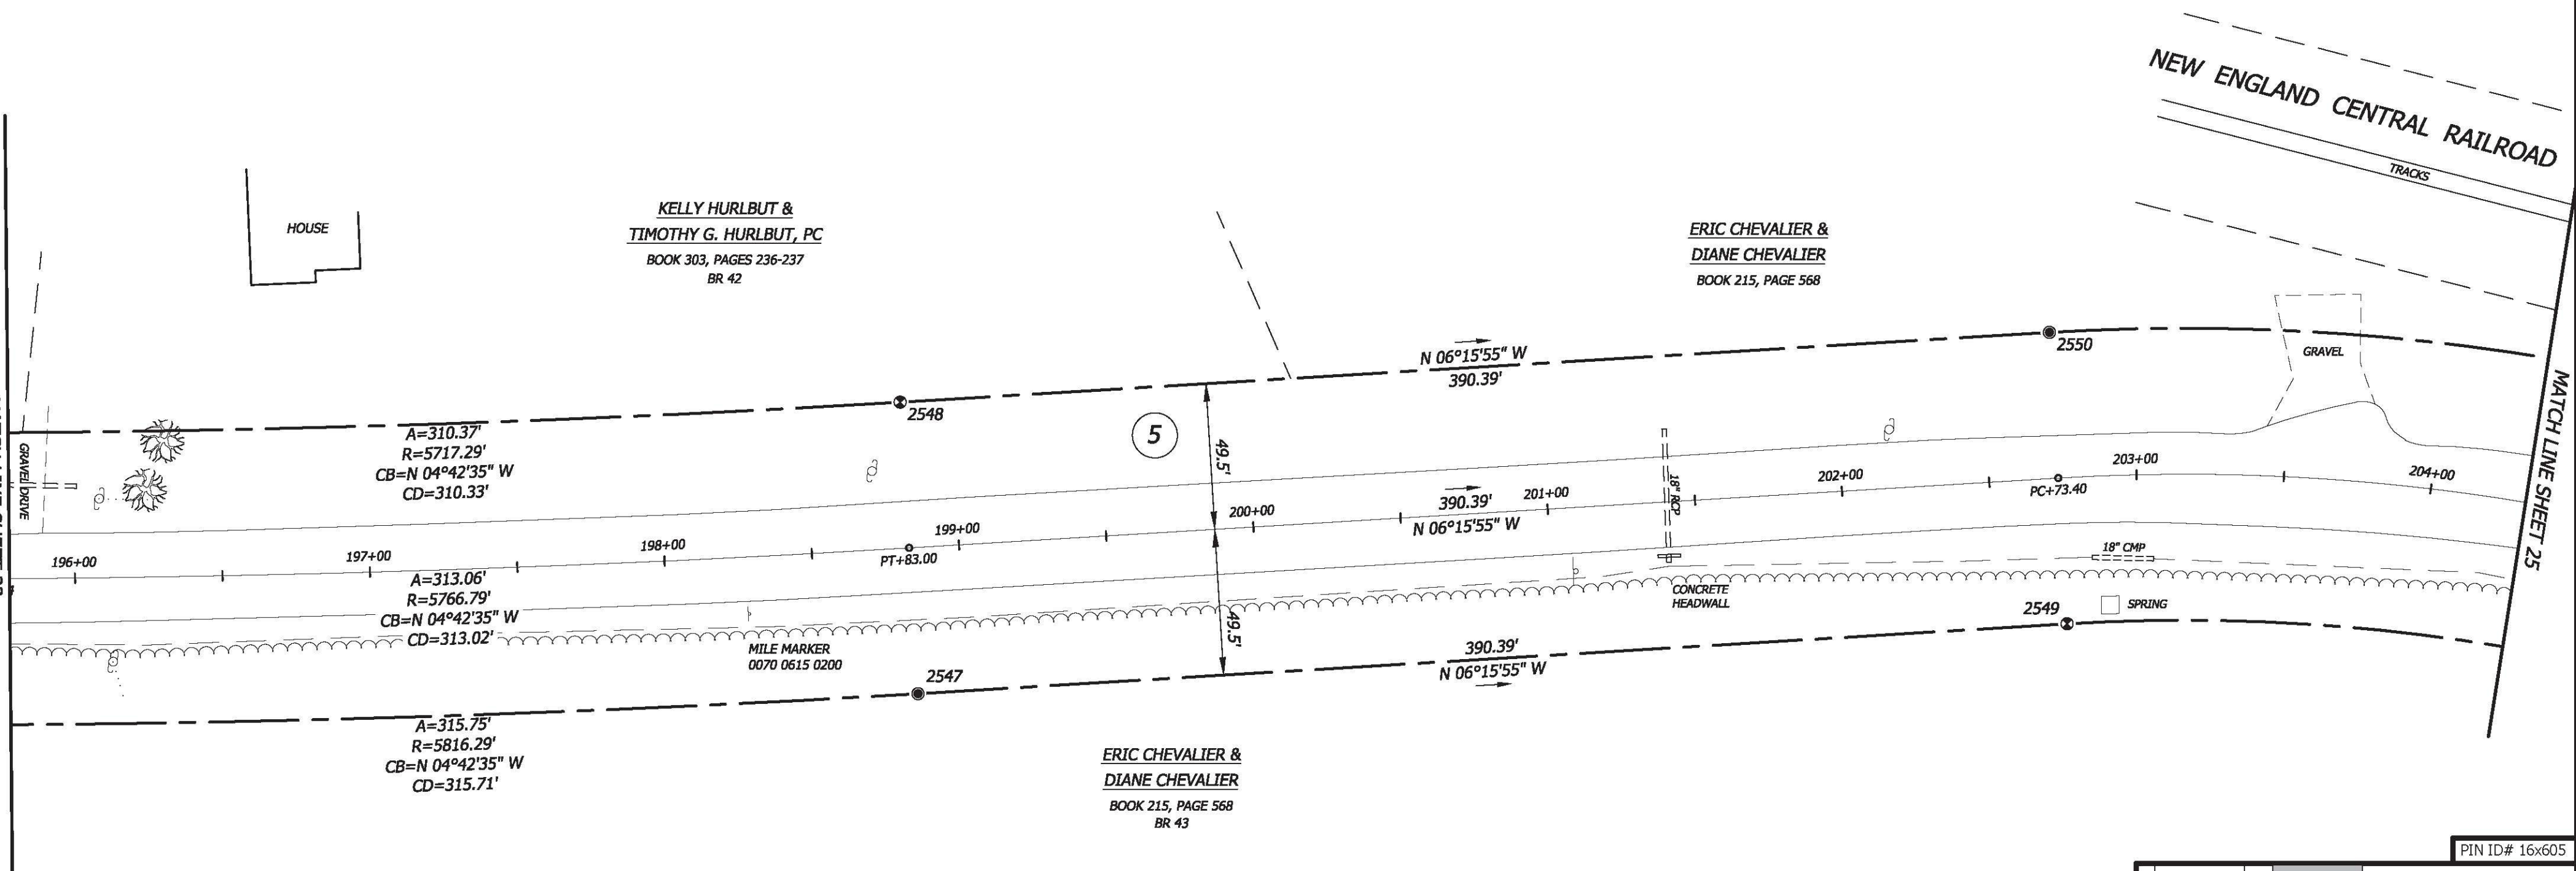 NEW ENGLAND CENTRAL RAILROAD
TRACKS
HOUSE
KELLY HURLBUT &
TIMOTHY G. HURLBUT, PC
BOOK 303, PAGES 236-237
BR 42
ERIC CHEVALIER &
DIANE CHEVALIER
BOOK 215, PAGE 568
GRAVEL
2550
N 06°15'55" W
390.39'
2548
5
A=310.37'
R=5717.29'
CB=N 04°42'35" W
CD=310.33'
GRAVEL DRIVE
49.5'
18" RCP
MATCH LINE SHEET 25
196+00
197+00
198+00
199+00
PT+83.00
200+00
390.39'
N 06°15'55" W
201+00
202+00
PC+73.40
203+00
204+00
A=313.06'
R=5766.79'
CB=N 04°42'35" W
CD=313.02'
49.5'
18" CMP
CONCRETE
HEADWALL
2549
SPRING
MILE MARKER
0070 0615 0200
2547
390.39'
N 06°15'55" W
A=315.75'
R=5816.29'
CB=N 04°42'35" W
CD=315.71'
ERIC CHEVALIER &
DIANE CHEVALIER
BOOK 215, PAGE 568
BR 43
PIN ID# 16x605